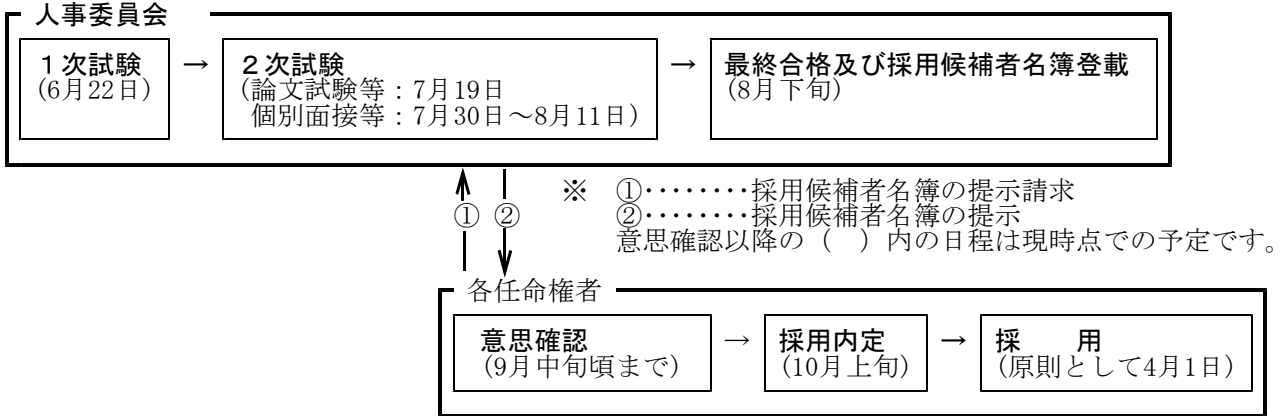 人事委員会
１次試験
(6月22日)
→
２次試験
(論文試験等：7月19日
個別面接等：7月30日～8月11日)
→
最終合格及び採用候補者名簿登載
(8月下旬)
① ②
※ ①････････採用候補者名簿の提示請求
②････････採用候補者名簿の提示
意思確認以降の（　）内の日程は現時点での予定です。
各任命権者
意思確認
(9月中旬頃まで)
→
採用内定
(10月上旬)
→
採　用
(原則として4月1日)